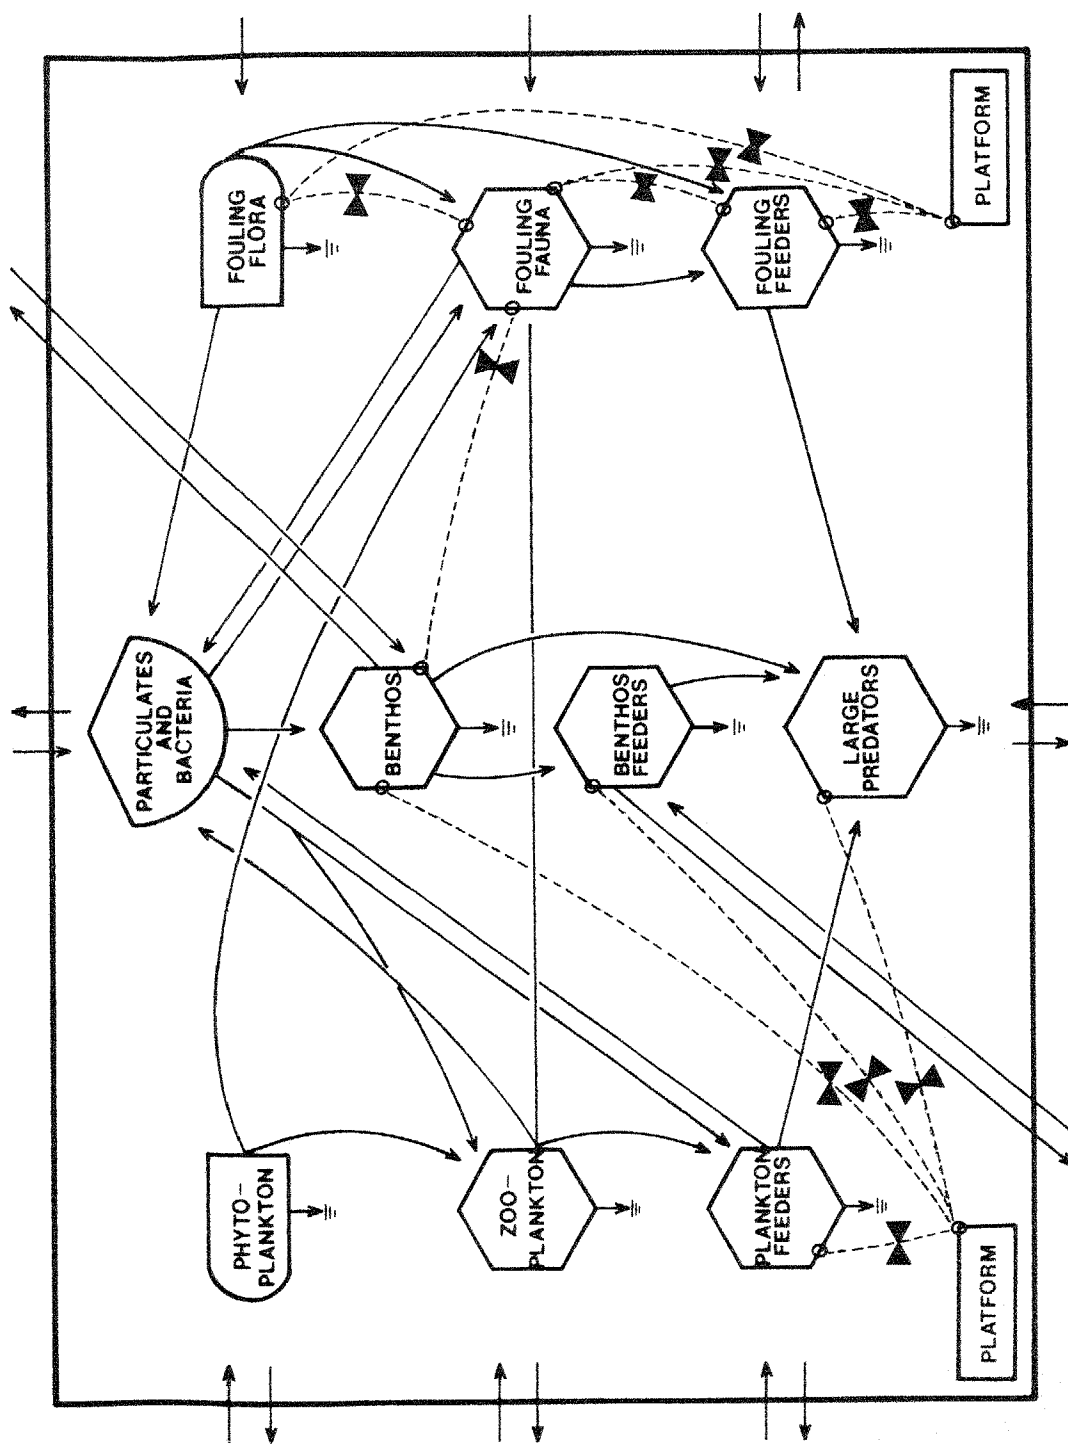 PARTICULATES
AND
BACTERIA
PHYTO-
PLANKTON
FOULING
FLORA
BENTHOS
ZOO-
PLANKTON
FOULING
FAUNA
BENTHOS
FEEDERS
PLANKTON
FEEDERS
FOULING
FEEDERS
LARGE
PREDATORS
PLATFORM
PLATFORM